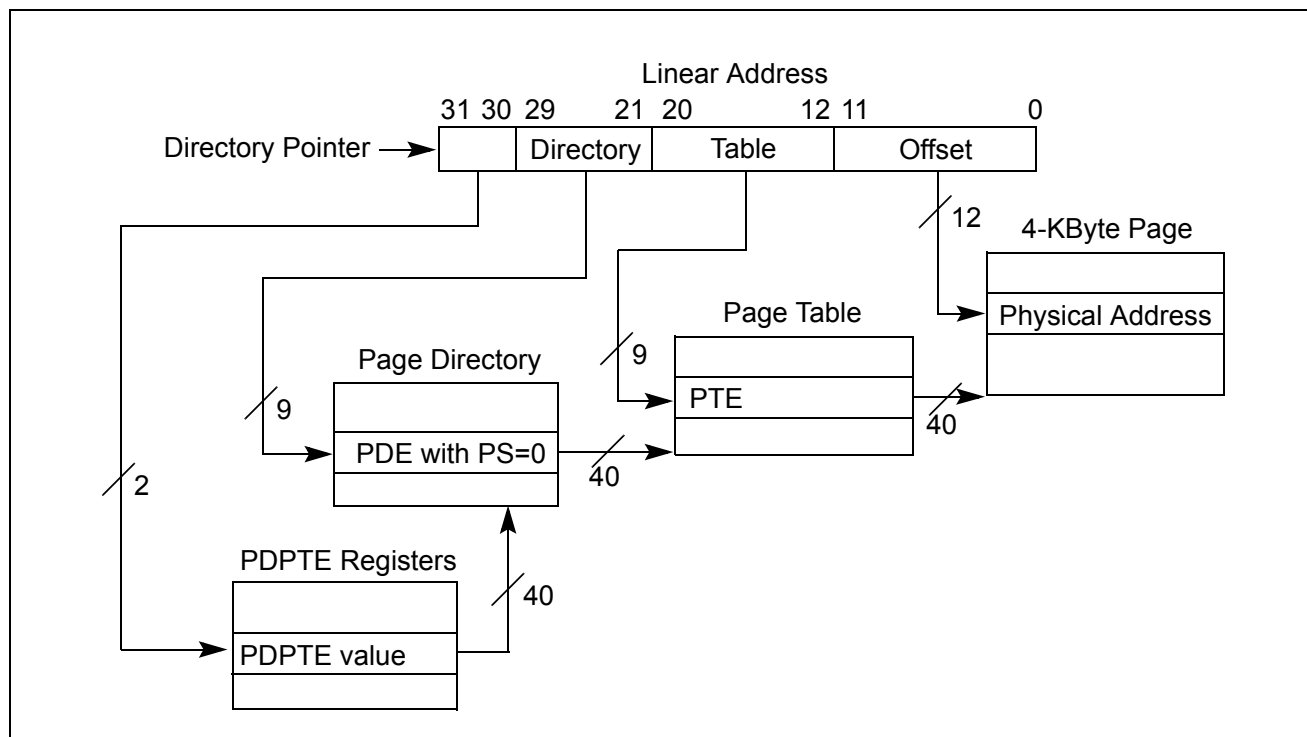 Linear Address
31 30 29 21 20 12 11 0
Directory Pointer Directory Table Offset
12
4-KByte Page
Physical Address
Page Table
9
PTE
40
Page Directory
9
PDE with PS=0
40
2
PDPTE Registers
40
PDPTE value